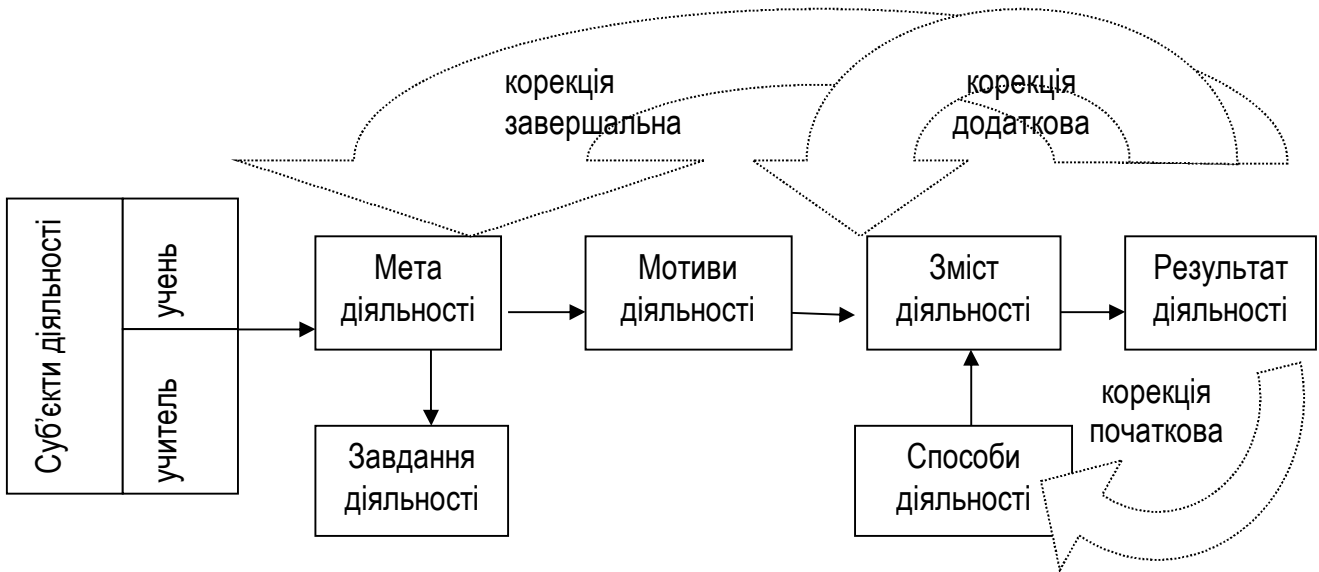 корекція
завершальна
корекція
додаткова
Суб’єкти діяльності
учень
учитель
Мета
діяльності
Мотиви
діяльності
Зміст
діяльності
Результат
діяльності
Завдання
діяльності
Способи
діяльності
корекція
початкова